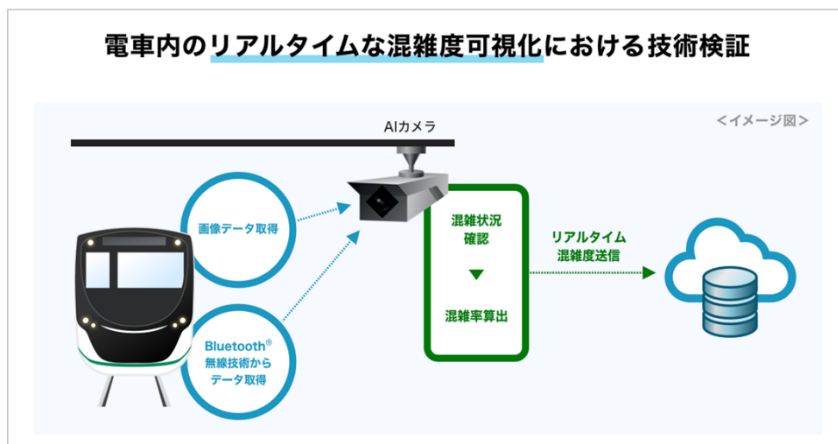 電車内のリアルタイムな混雑度可視化における技術検証
<イメージ図>
AIカメラ
画像データ取得
Bluetooth®
無線技術から
データ取得
混雑状況
確認
▼
混雑率算出
リアルタイム
混雑度送信